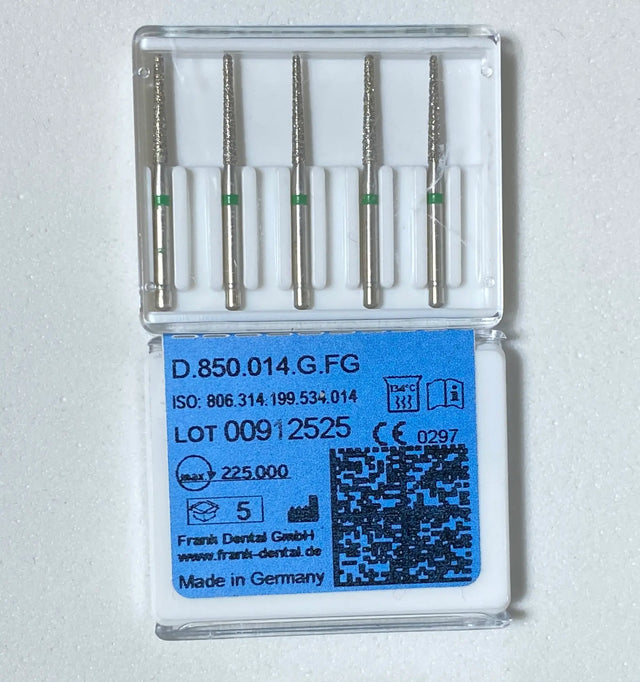 D.850.014.G.FG
ISO: 806.314.199.534.014
134°C
LOT 00912525
CE 0297
max. 225.000
5
Frank Dental GmbH
www.frank-dental.de
Made in Germany